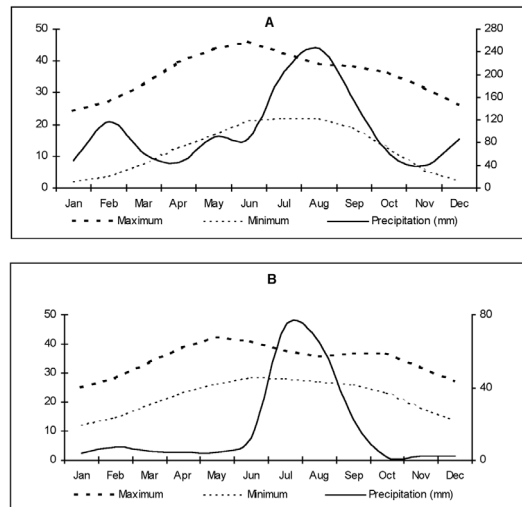 A
50 280
40 240
200
30 160
20 120
80
10 40
0 0
Jan Feb Mar Apr May Jun Jul Aug Sep Oct Nov Dec
Maximum Minimum Precipitation (mm)
B
50 80
40
30 40
20
10
0 0
Jan Feb Mar Apr May Jun Jul Aug Sep Oct Nov Dec
Maximum Minimum Precipitation (mm)